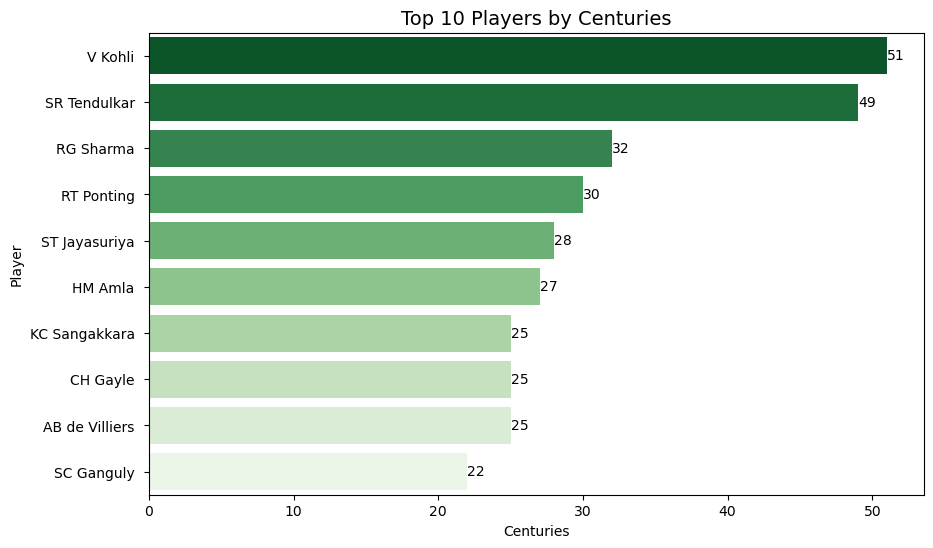 Top 10 Players by Centuries
Player
V Kohli 51
SR Tendulkar 49
RG Sharma 32
RT Ponting 30
ST Jayasuriya 28
HM Amla 27
KC Sangakkara 25
CH Gayle 25
AB de Villiers 25
SC Ganguly 22
0 10 20 30 40 50
Centuries